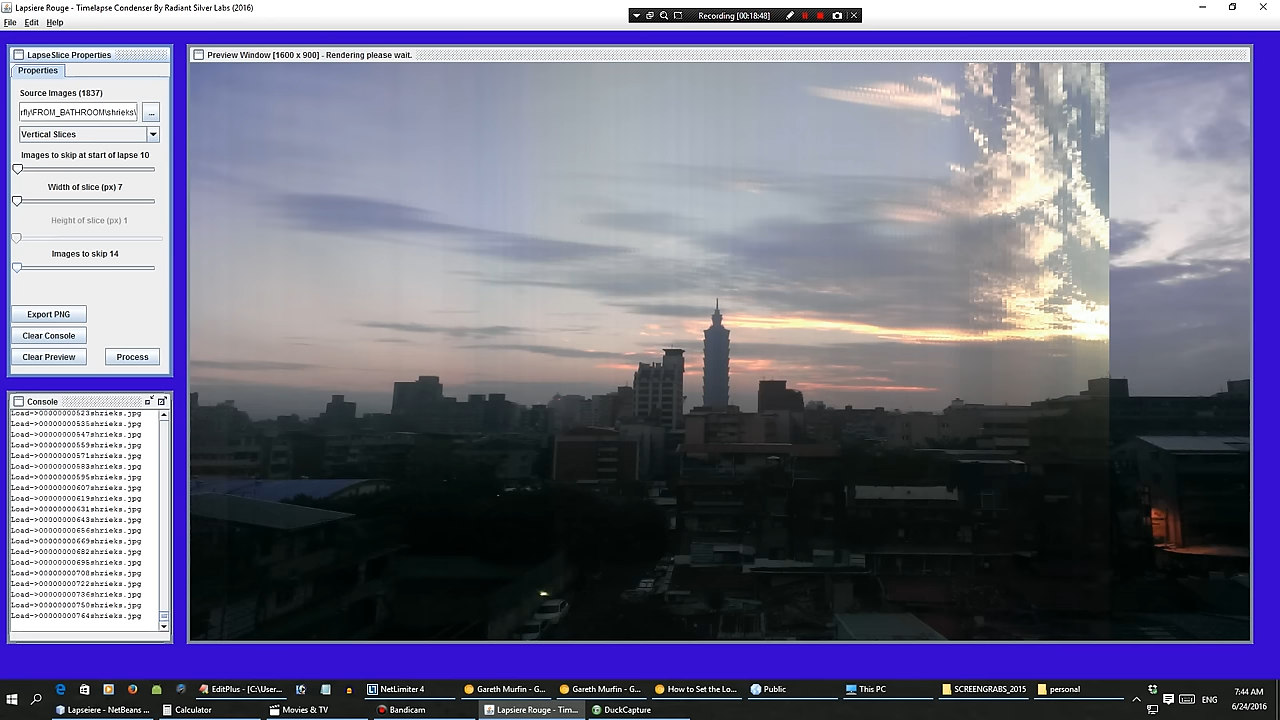 Lapsiere Rouge - Timelapse Condenser By Radiant Silver Labs (2016)
Recording [00:18:48]
File Edit Help
LapseSlice Properties
Preview Window [1600 x 900] - Rendering please wait.
Properties
Source Images (1837)
rfly\FROM_BATHROOM\shrieks\
...
Vertical Slices
Images to skip at start of lapse 10
Width of slice (px) 7
Height of slice (px) 1
Images to skip 14
Export PNG
Clear Console
Clear Preview
Process
Console
Load->00000000523shrieks.jpg
Load->00000000535shrieks.jpg
Load->00000000547shrieks.jpg
Load->00000000559shrieks.jpg
Load->00000000571shrieks.jpg
Load->00000000583shrieks.jpg
Load->00000000595shrieks.jpg
Load->00000000607shrieks.jpg
Load->00000000619shrieks.jpg
Load->00000000631shrieks.jpg
Load->00000000643shrieks.jpg
Load->00000000656shrieks.jpg
Load->00000000669shrieks.jpg
Load->00000000682shrieks.jpg
Load->00000000695shrieks.jpg
Load->00000000708shrieks.jpg
Load->00000000722shrieks.jpg
Load->00000000736shrieks.jpg
Load->00000000750shrieks.jpg
Load->00000000764shrieks.jpg
EditPlus - [C:\User...
NetLimiter 4
Gareth Murfin - G...
Gareth Murfin - G...
How to Set the Lo...
Public
This PC
SCREENGRABS_2015
personal
Lapsiere - NetBeans ...
Calculator
Movies & TV
Bandicam
Lapsiere Rouge - Tim...
DuckCapture
ENG
7:44 AM
6/24/2016